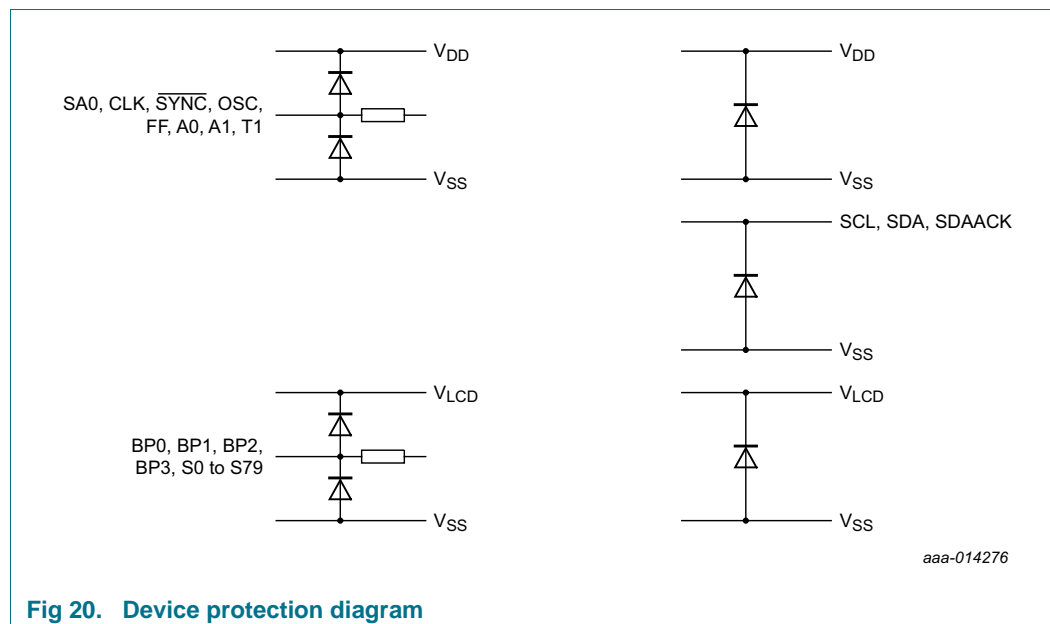 VDD
SA0, CLK, SYNC, OSC,
FF, A0, A1, T1
VSS
VDD
VSS
SCL, SDA, SDAACK
VSS
VLCD
BP0, BP1, BP2,
BP3, S0 to S79
VSS
VLCD
VSS
aaa-014276
Fig 20. Device protection diagram